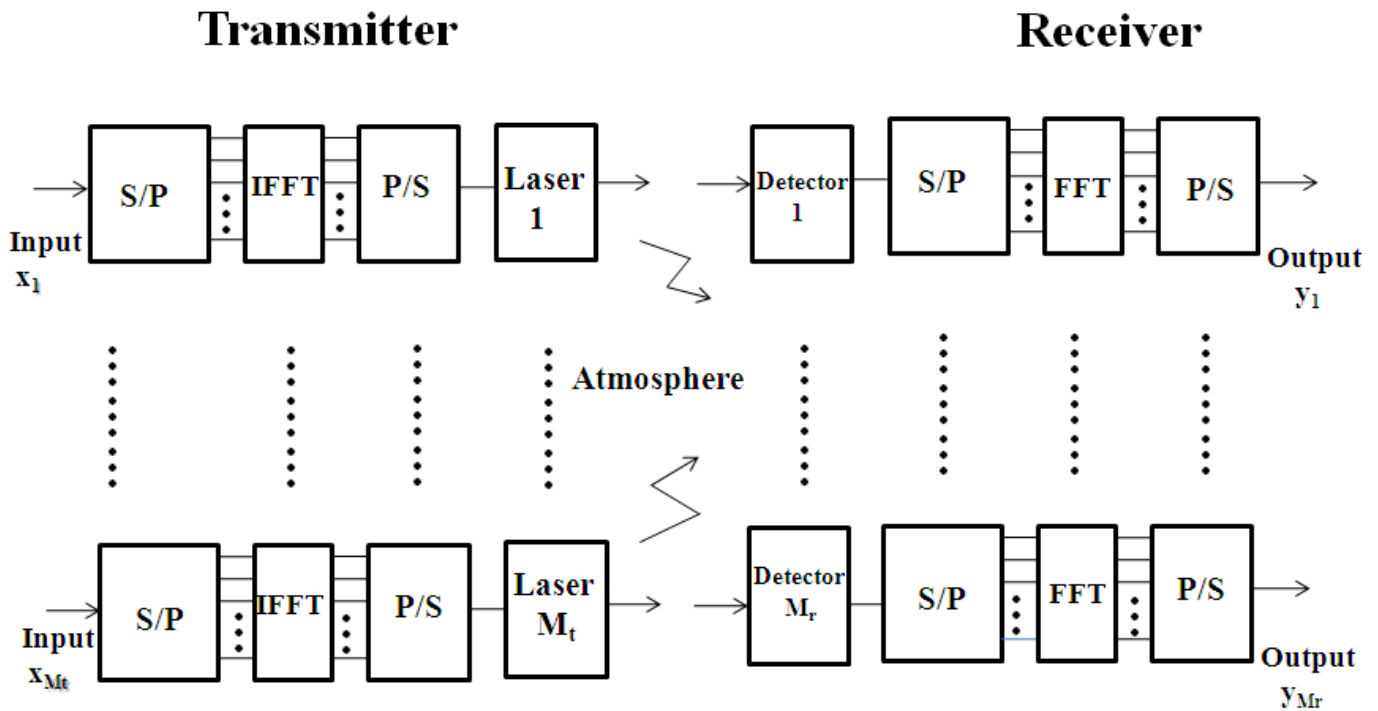 Transmitter
Receiver
S/P
IFFT
P/S
Laser
1
Detector
1
S/P
FFT
P/S
Input
x1
Output
y1
Atmosphere
S/P
IFFT
P/S
Laser
Mt
Detector
Mr
S/P
FFT
P/S
Input
xMt
Output
yMr